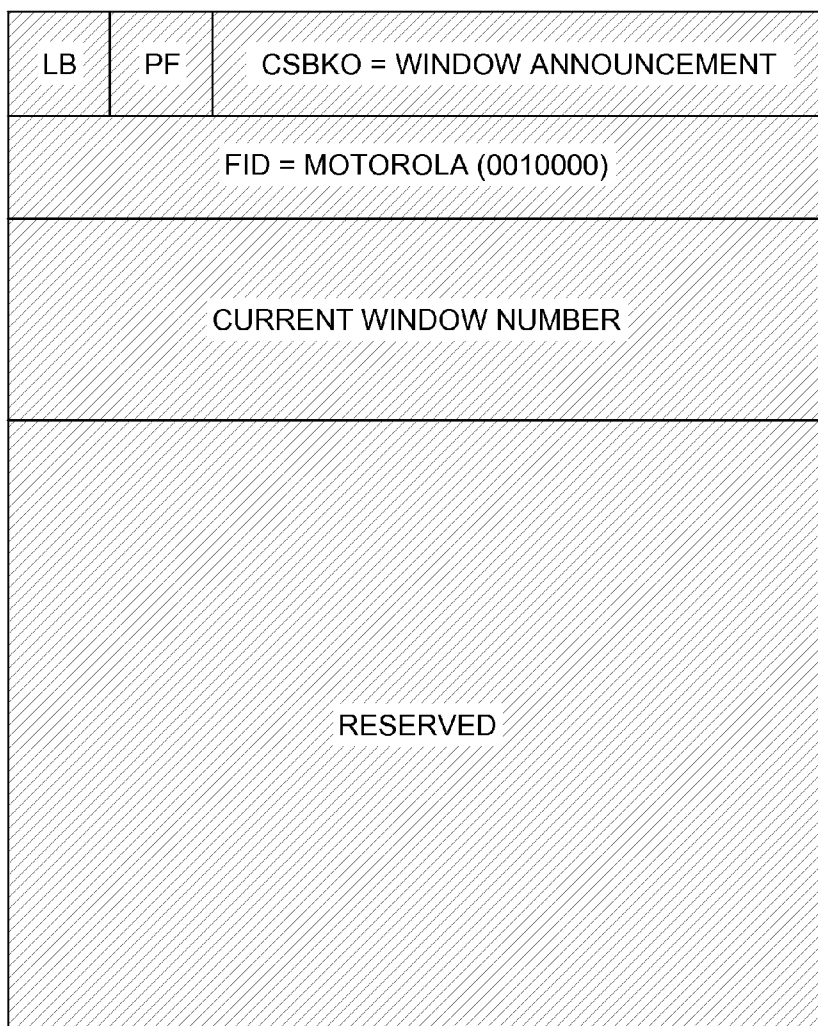 LB PF CSBKO = WINDOW ANNOUNCEMENT
FID = MOTOROLA (0010000)
CURRENT WINDOW NUMBER
RESERVED